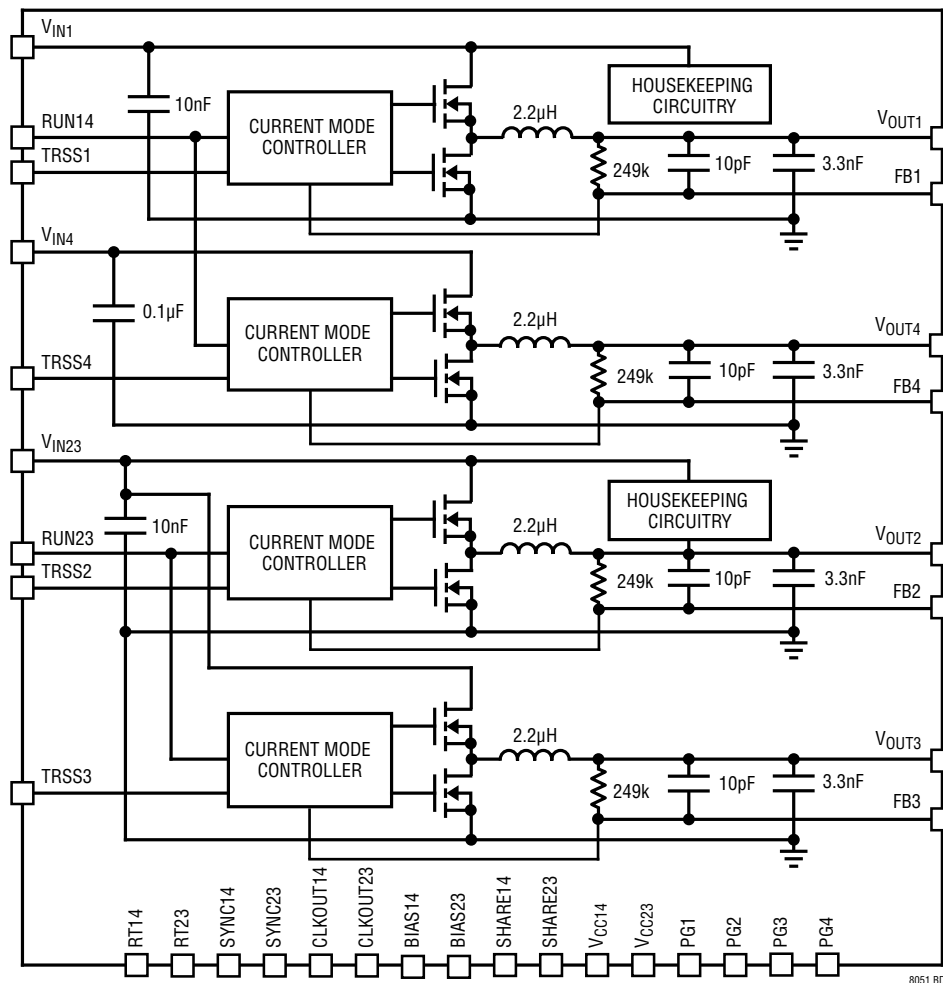 VIN1
10nF
RUN14
TRSS1
CURRENT MODE
CONTROLLER
2.2µH
HOUSEKEEPING
CIRCUITRY
249k
10pF
3.3nF
VOUT1
FB1
VIN4
0.1µF
TRSS4
CURRENT MODE
CONTROLLER
2.2µH
249k
10pF
3.3nF
VOUT4
FB4
VIN23
10nF
RUN23
TRSS2
CURRENT MODE
CONTROLLER
2.2µH
HOUSEKEEPING
CIRCUITRY
249k
10pF
3.3nF
VOUT2
FB2
TRSS3
CURRENT MODE
CONTROLLER
2.2µH
249k
10pF
3.3nF
VOUT3
FB3
RT14
RT23
SYNC14
SYNC23
CLKOUT14
CLKOUT23
BIAS14
BIAS23
SHARE14
SHARE23
VCC14
VCC23
PG1
PG2
PG3
PG4